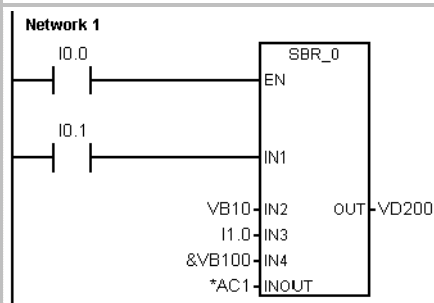 Network 1
I0.0
SBR_0
EN
I0.1
IN1
VB10 IN2 OUT VD200
I1.0 IN3
&VB100 IN4
*AC1 INOUT